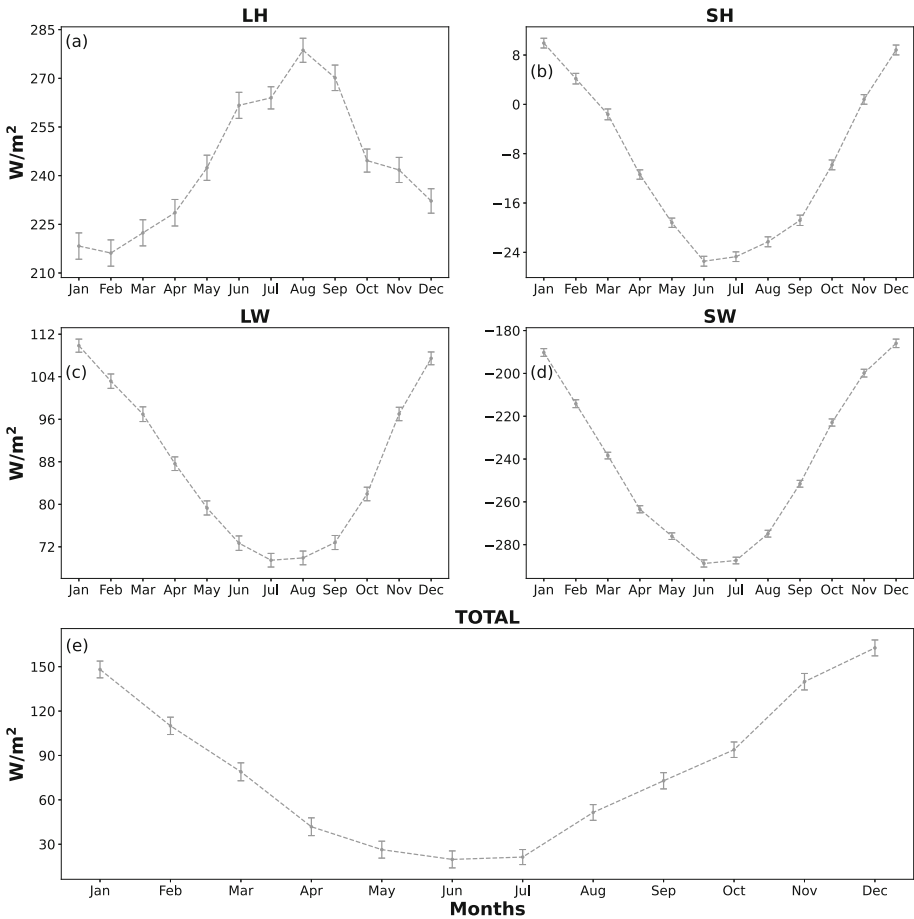 LH
(a)
W/m²
285
270
255
240
225
210
Jan Feb Mar Apr May Jun Jul Aug Sep Oct Nov Dec
SH
(b)
8
0
−8
−16
−24
Jan Feb Mar Apr May Jun Jul Aug Sep Oct Nov Dec
LW
(c)
W/m²
112
104
96
88
80
72
Jan Feb Mar Apr May Jun Jul Aug Sep Oct Nov Dec
SW
(d)
−180
−200
−220
−240
−260
−280
Jan Feb Mar Apr May Jun Jul Aug Sep Oct Nov Dec
TOTAL
(e)
W/m²
150
120
90
60
30
Jan Feb Mar Apr May Jun Jul Aug Sep Oct Nov Dec
Months